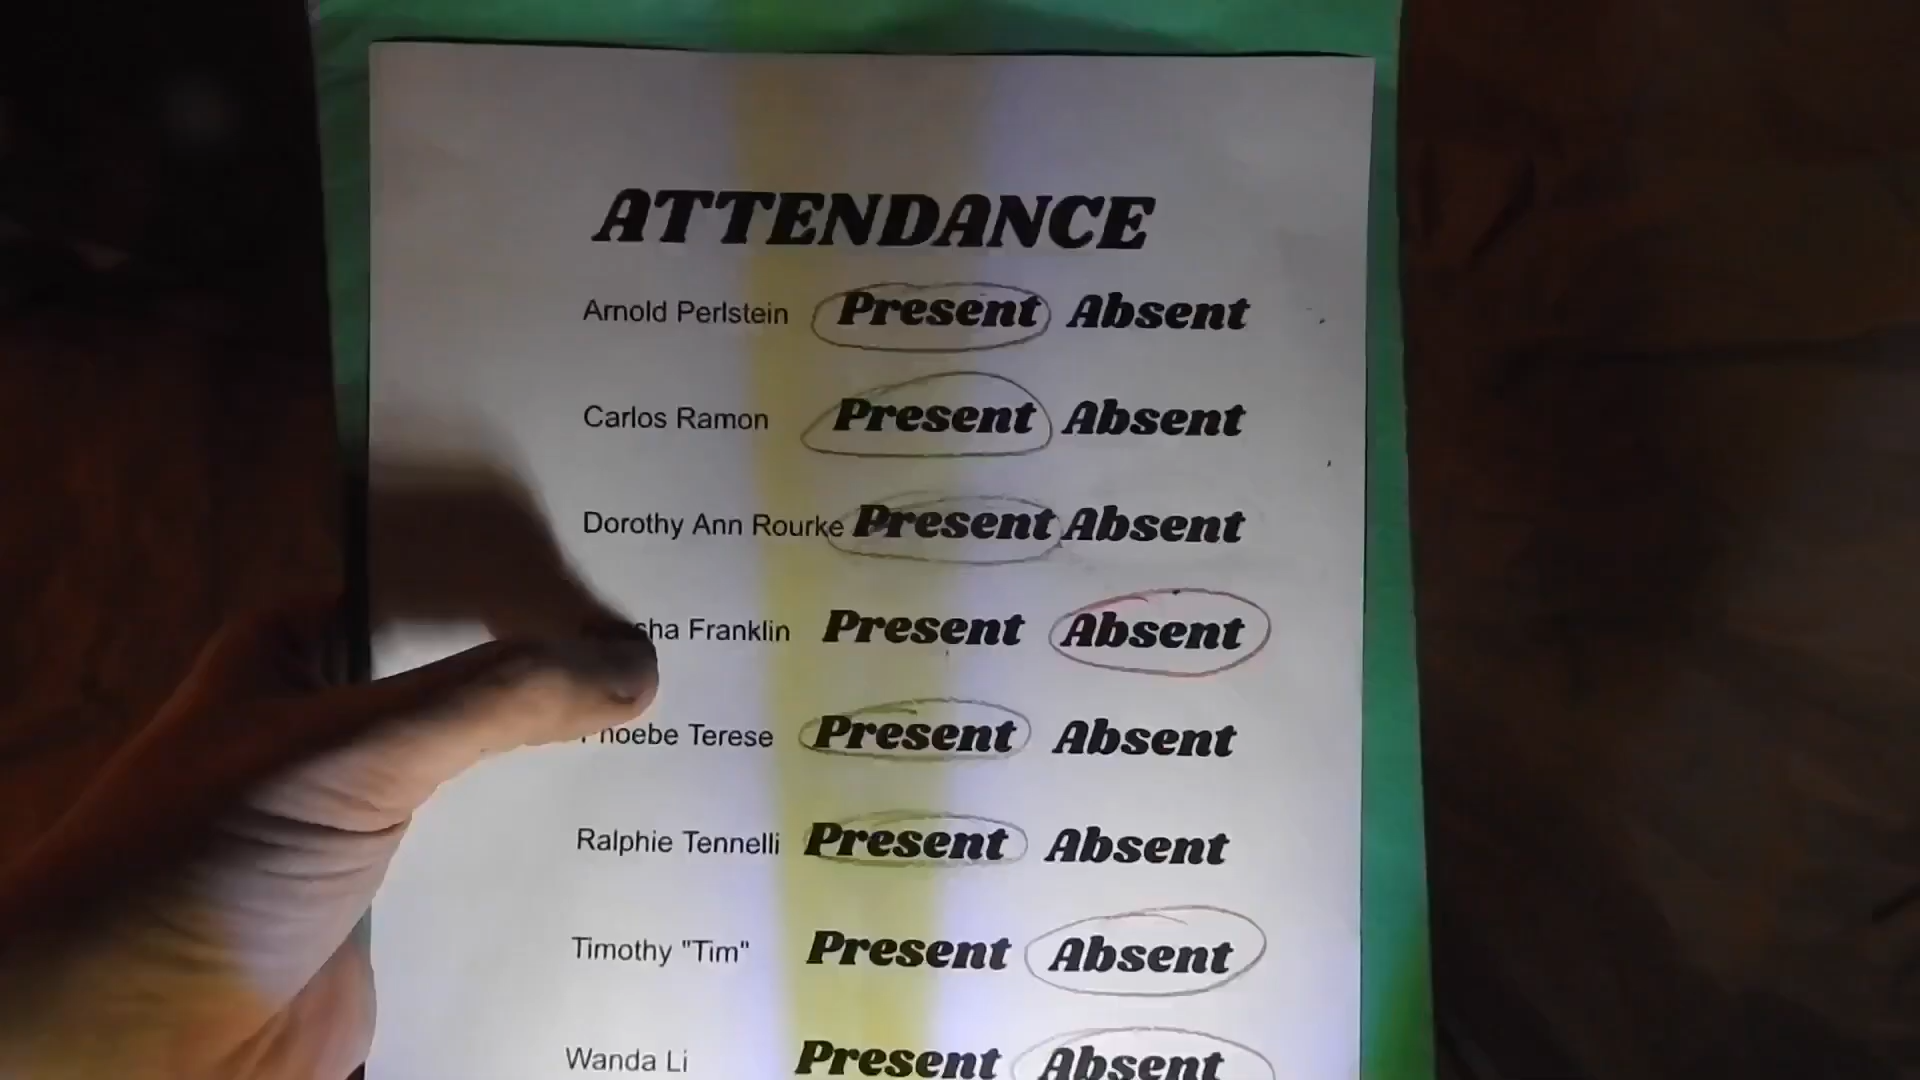 ATTENDANCE
Arnold Perlstein Present Absent
Carlos Ramon Present Absent
Dorothy Ann Rourke Present Absent
Franklin Present Absent
Phoebe Terese Present Absent
Ralphie Tennelli Present Absent
Timothy "Tim" Present Absent
Wanda Li Present Absent